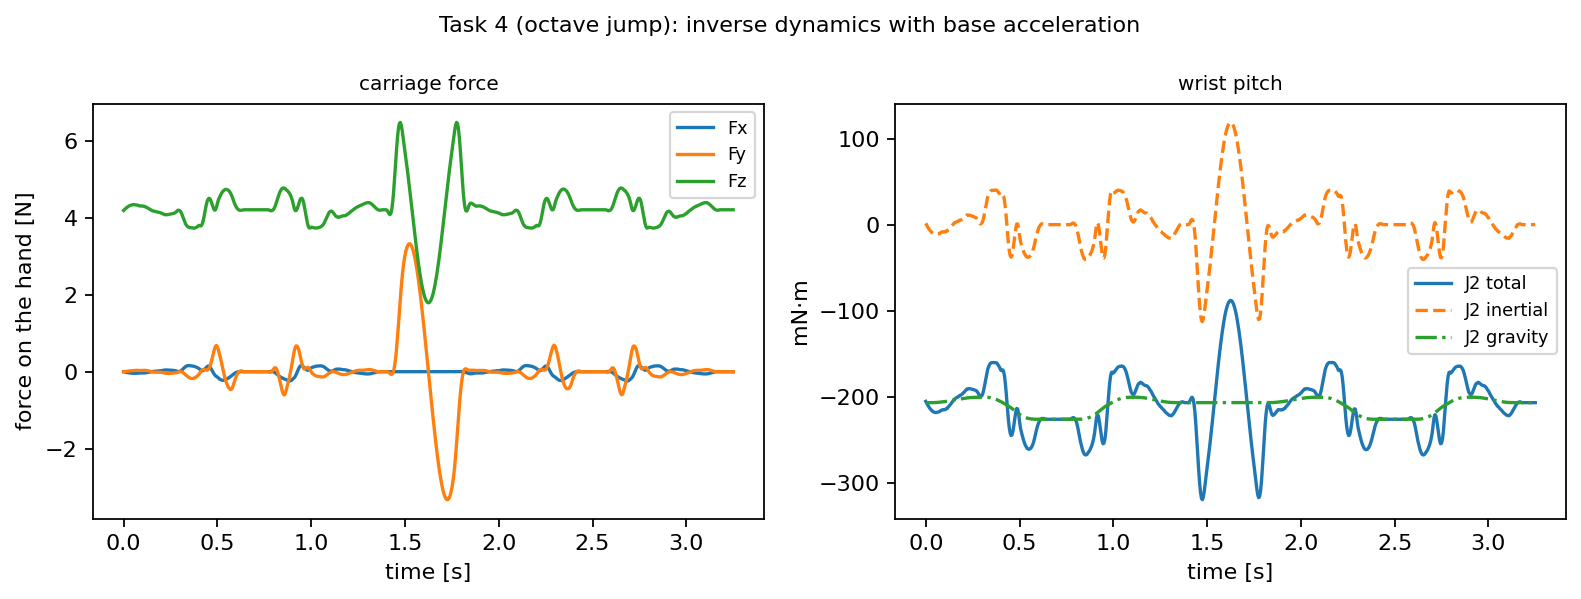 Task 4 (octave jump): inverse dynamics with base acceleration
carriage force
force on the hand [N]
6
4
2
0
−2
0.0 0.5 1.0 1.5 2.0 2.5 3.0
time [s]
Fx
Fy
Fz
wrist pitch
mN·m
100
0
−100
−200
−300
0.0 0.5 1.0 1.5 2.0 2.5 3.0
time [s]
J2 total
J2 inertial
J2 gravity